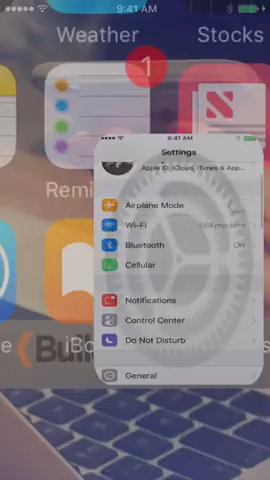 9:41 AM
Weather
Stocks
1
Remi
9:41 AM
Settings
Apple ID, iCloud, iTunes & App...
Airplane Mode
Wi-Fi 56kmodem
Bluetooth On
Cellular
Notifications
Control Center
Do Not Disturb
General
e
Buil
iBo
s